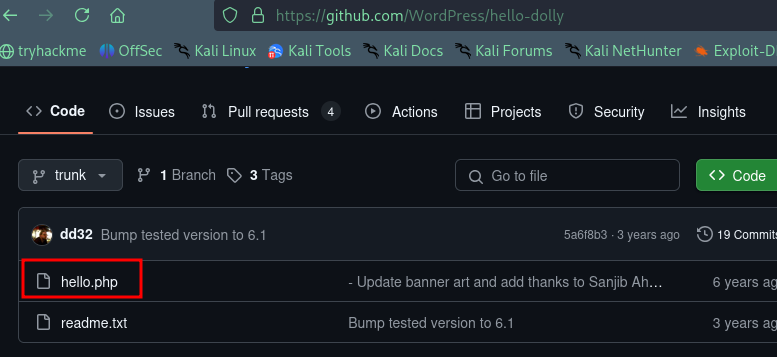 https://github.com/WordPress/hello-dolly
tryhackme OffSec Kali Linux Kali Tools Kali Docs Kali Forums Kali NetHunter Exploit-D
Code Issues Pull requests 4 Actions Projects Security Insights
trunk 1 Branch 3 Tags Go to file Code
dd32 Bump tested version to 6.1 5a6f8b3 · 3 years ago 19 Commits
hello.php - Update banner art and add thanks to Sanjib Ah… 6 years ag
readme.txt Bump tested version to 6.1 3 years ag